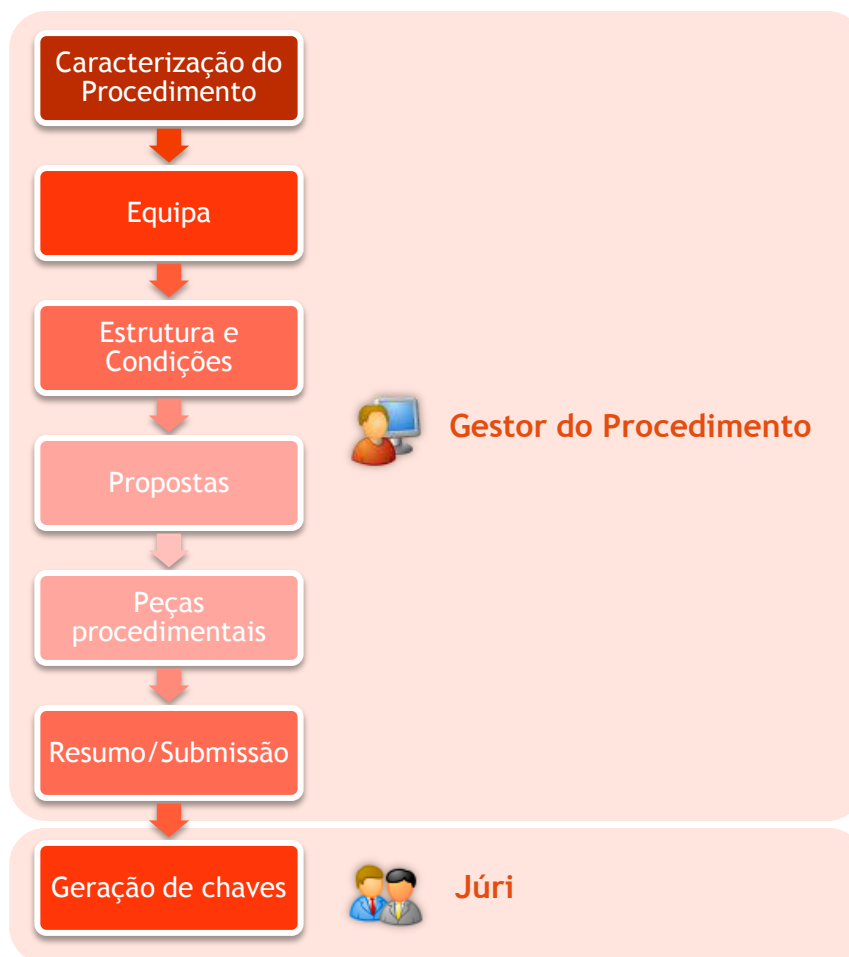 Caracterização do
Procedimento
Equipa
Estrutura e
Condições
Gestor do Procedimento
Propostas
Peças
procedimentais
Resumo/Submissão
Geração de chaves
Júri